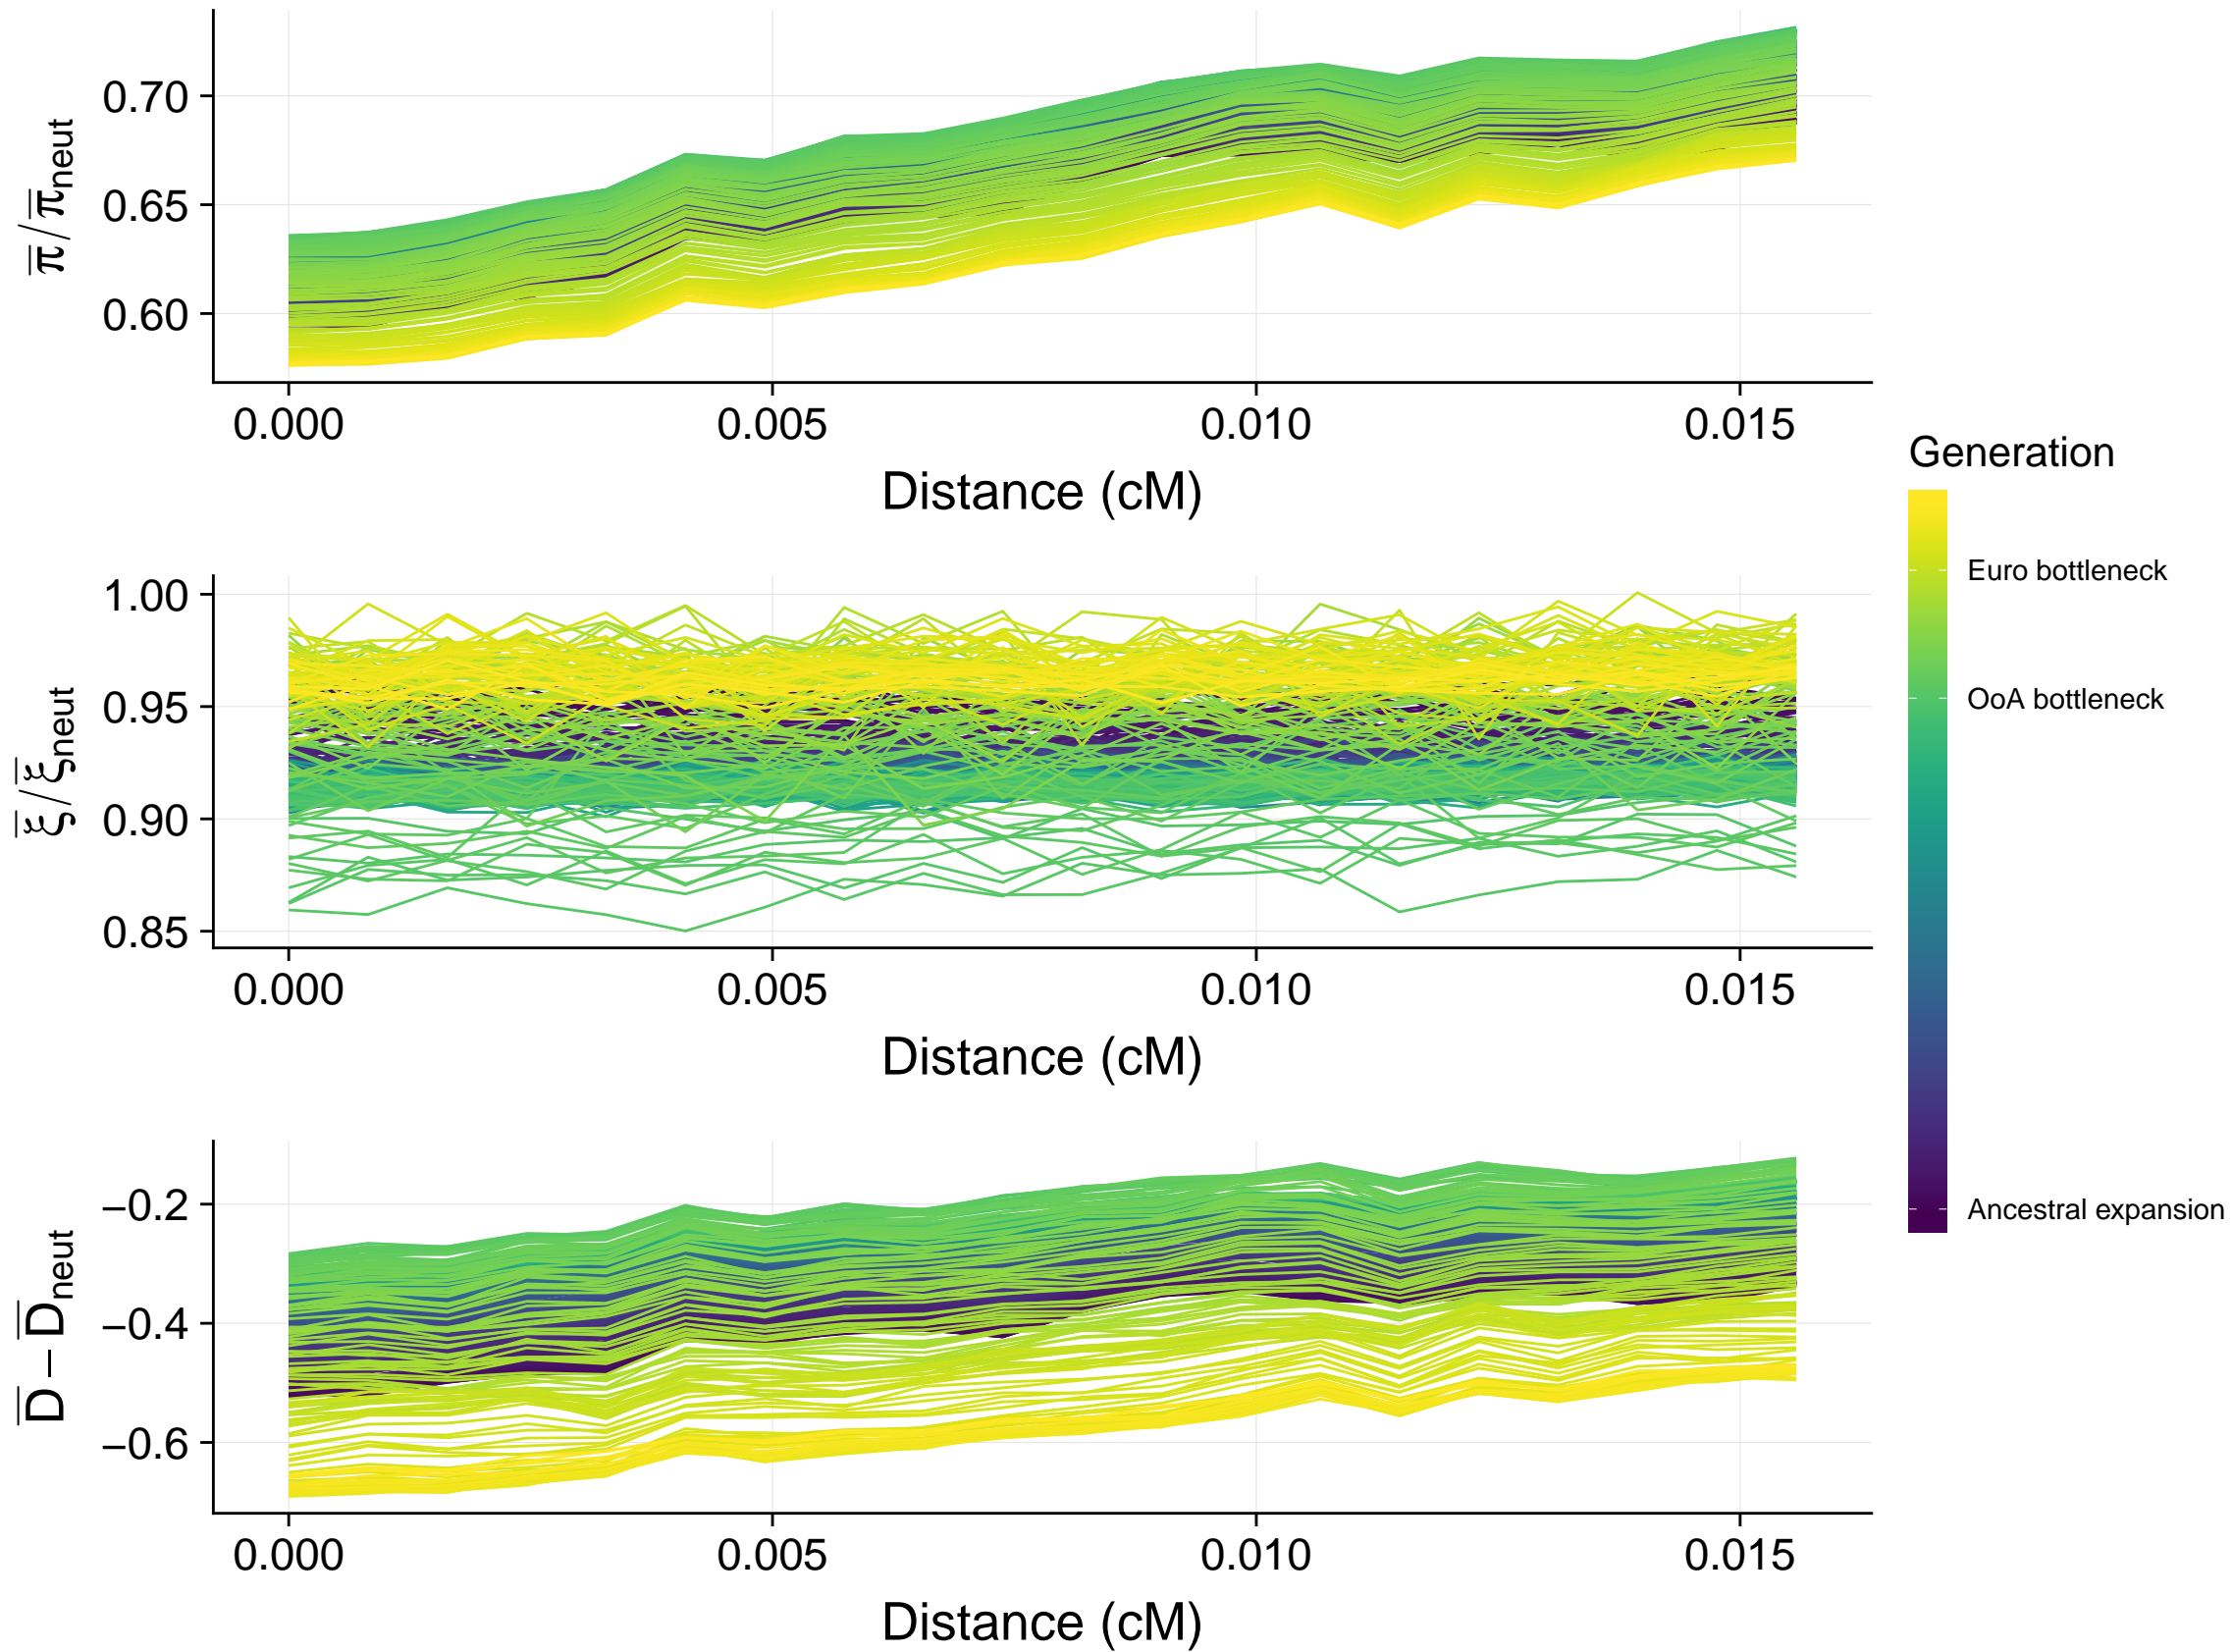 0.70
0.65
0.60
π̅/π̅neut
0.000 0.005 0.010 0.015
Distance (cM)
1.00
0.95
0.90
0.85
ξ̅/ξ̅neut
0.000 0.005 0.010 0.015
Distance (cM)
−0.2
−0.4
−0.6
D̅−D̅neut
0.000 0.005 0.010 0.015
Distance (cM)
Generation
Euro bottleneck
OoA bottleneck
Ancestral expansion